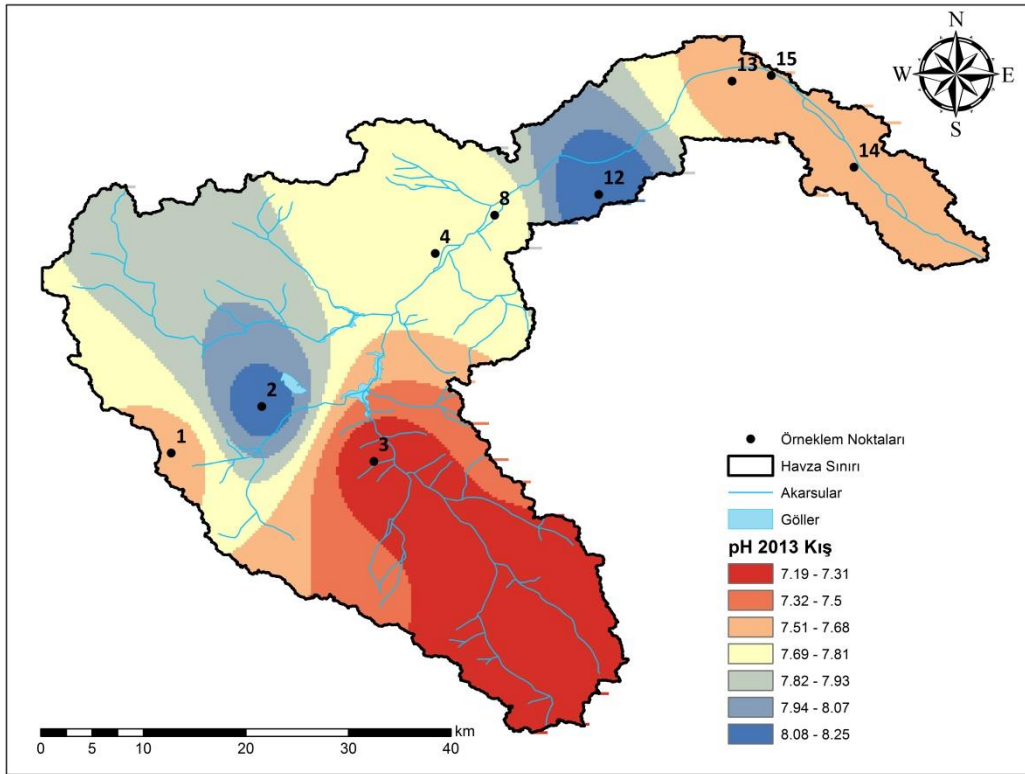 N
W E
S
13
15
14
12
8
4
2
1
3
Örneklem Noktaları
Havza Sınırı
Akarsular
Göller
pH 2013 Kış
7.19 - 7.31
7.32 - 7.5
7.51 - 7.68
7.69 - 7.81
7.82 - 7.93
7.94 - 8.07
8.08 - 8.25
km
0 5 10 20 30 40